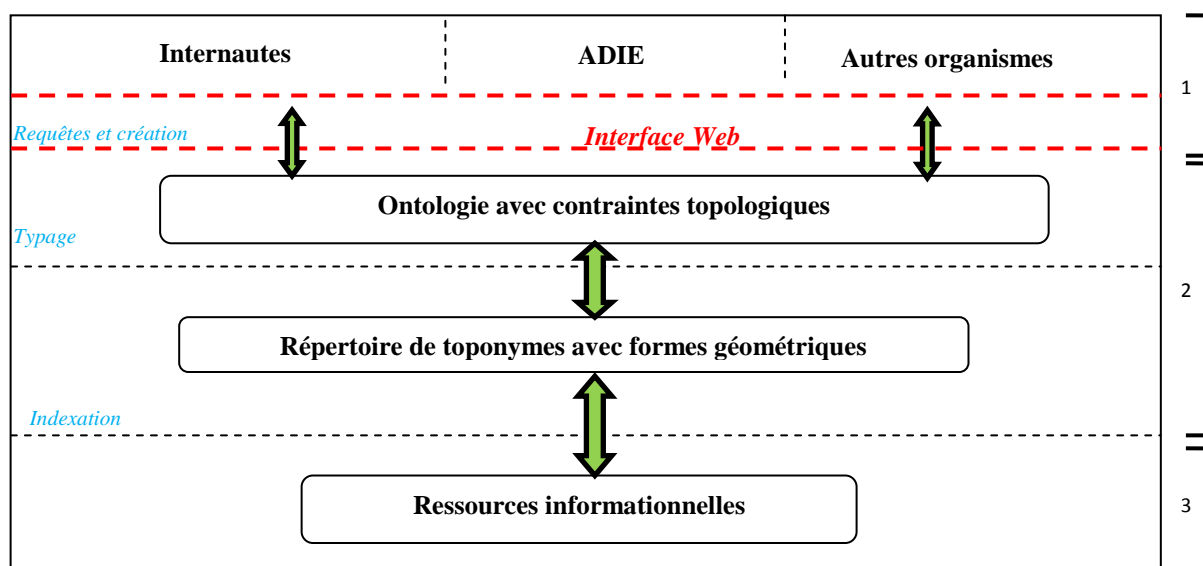 Internautes
ADIE
Autres organismes
1
Requêtes et création
Interface Web
Ontologie avec contraintes topologiques
Typage
2
Répertoire de toponymes avec formes géométriques
Indexation
Ressources informationnelles
3